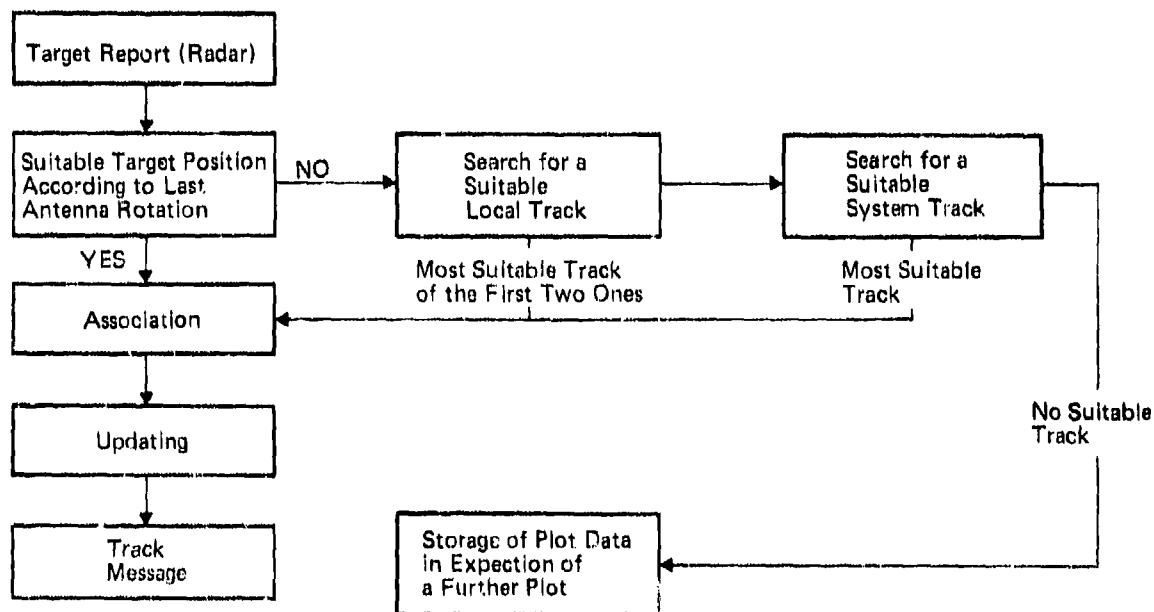 Target Report (Radar)
Suitable Target Position
According to Last
Antenna Rotation
NO
Search for a
Suitable
Local Track
Search for a
Suitable
System Track
YES
Most Suitable Track
of the First Two Ones
Most Suitable
Track
Association
No Suitable
Track
Updating
Track
Message
Storage of Plot Data
in Expection of
a Further Plot